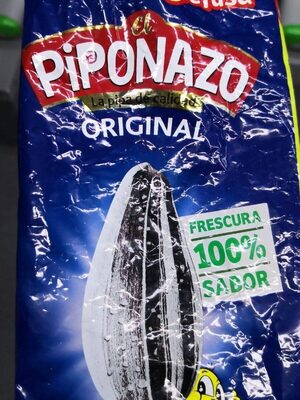 el
PiPONAZO
La pipa de calidad
ORIGINAL
FRESCURA
100%
SABOR